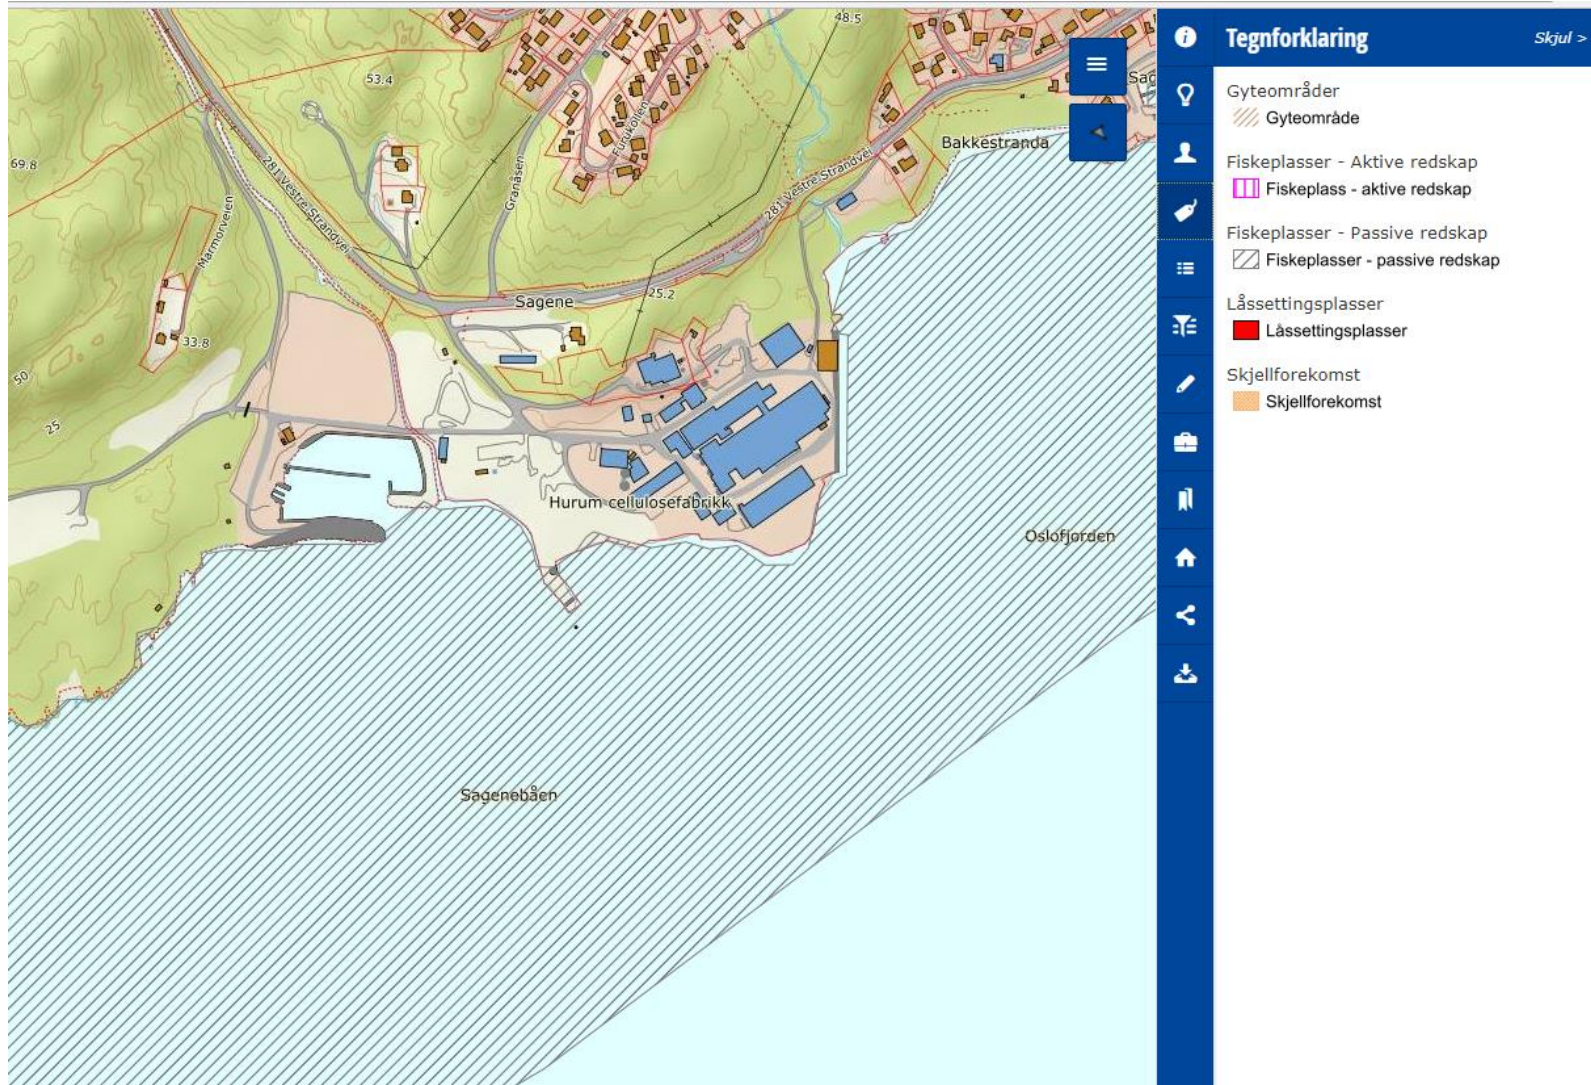 Tegnforklaring
Skjul >
Gyteområder
Gyteområde
Fiskeplasser - Aktive redskap
Fiskeplass - aktive redskap
Fiskeplasser - Passive redskap
Fiskeplasser - passive redskap
Låssettingsplasser
Låssettingsplasser
Skjellforekomst
Skjellforekomst
48.5
53.4
Furukollen
Sag
Bakkestranda
69.8
281 Vestre Strandvei
Granåsen
281 Vestre Strandvei
Marmorveien
Sagene
25.2
33.8
50
25
Hurum cellulosefabrikk
Oslofjorden
Sagenebåen